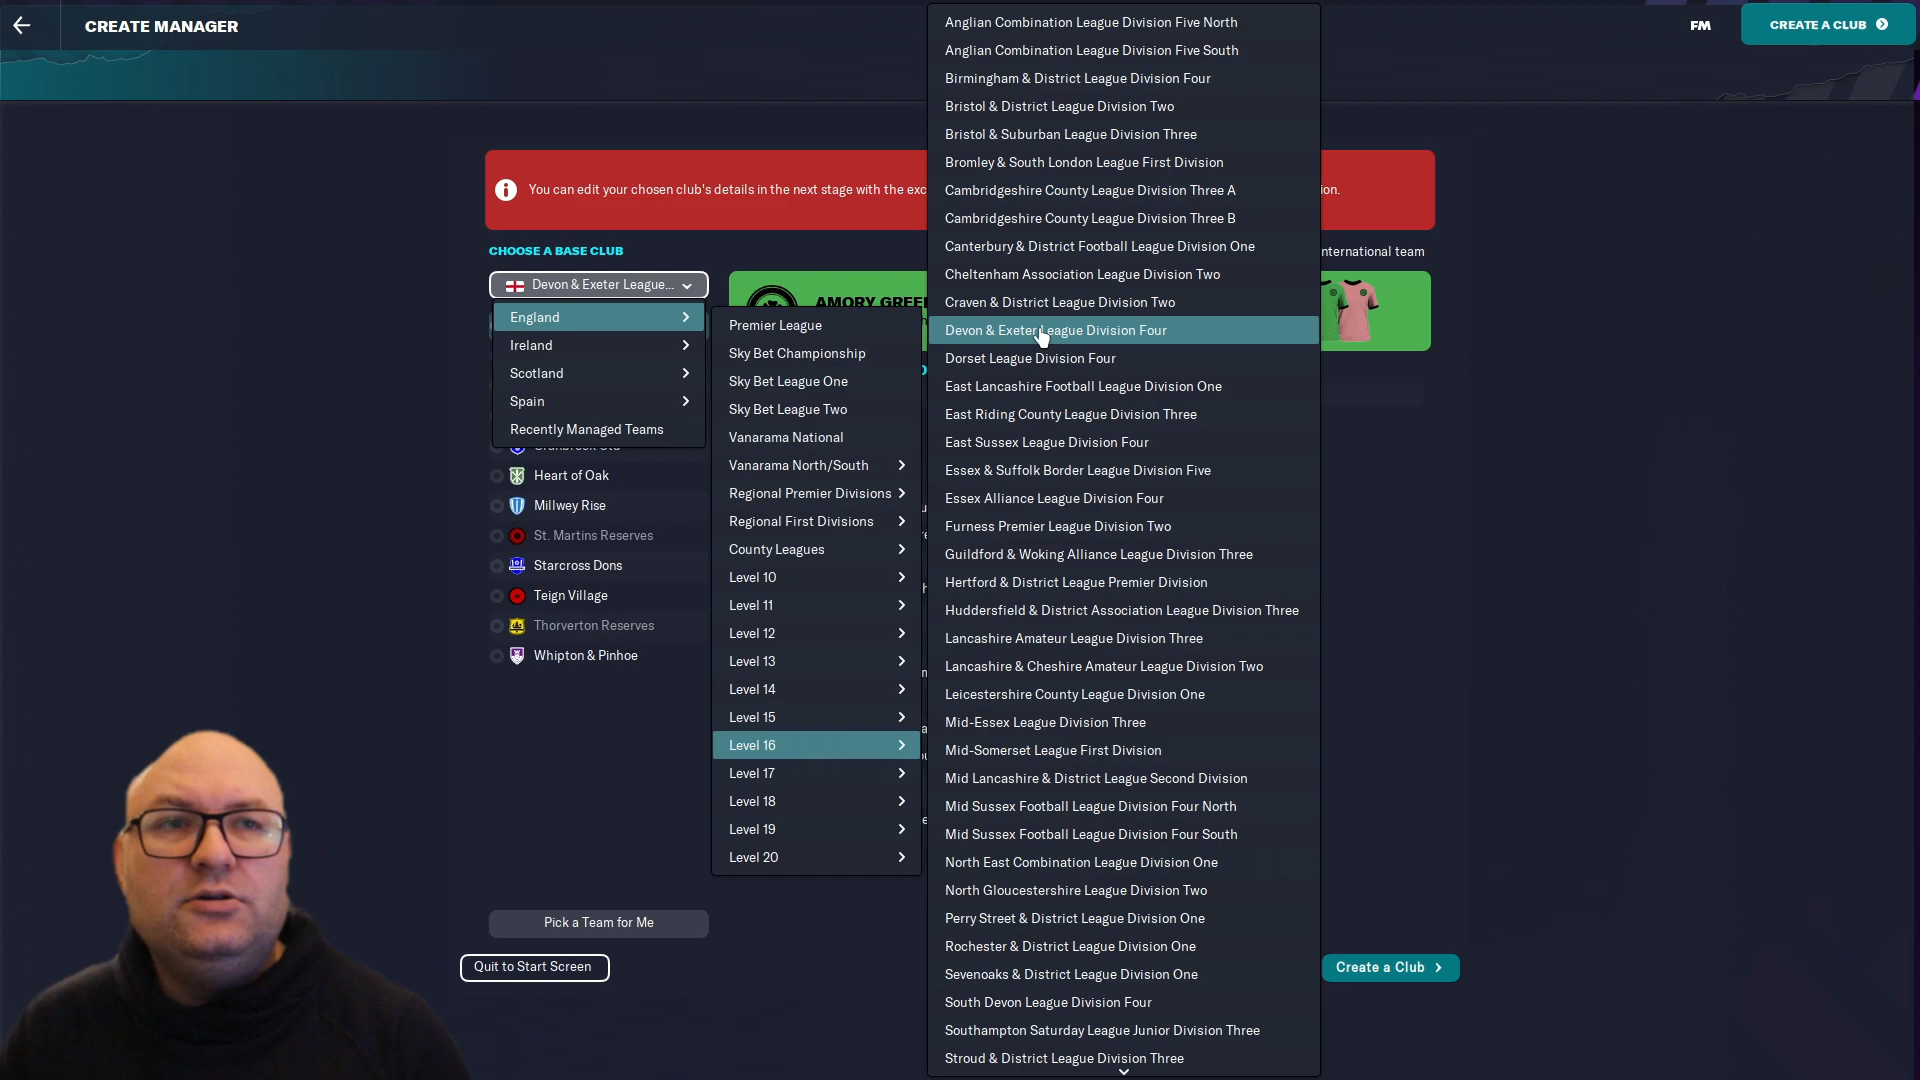 CREATE MANAGER
FM
CREATE A CLUB
You can edit your chosen club's details in the next stage with the
CHOOSE A BASE CLUB
Devon & Exeter League...
England
Ireland
Scotland
Spain
Recently Managed Teams
Heart of Oak
Millwey Rise
St. Martins Reserves
Starcross Dons
Teign Village
Thorverton Reserves
Whipton & Pinhoe
Pick a Team for Me
Quit to Start Screen
AMORY GREE
Premier League
Sky Bet Championship
Sky Bet League One
Sky Bet League Two
Vanarama National
Vanarama North/South
Regional Premier Divisions
Regional First Divisions
County Leagues
Level 10
Level 11
Level 12
Level 13
Level 14
Level 15
Level 16
Level 17
Level 18
Level 19
Level 20
Anglian Combination League Division Five North
Anglian Combination League Division Five South
Birmingham & District League Division Four
Bristol & District League Division Two
Bristol & Suburban League Division Three
Bromley & South London League First Division
Cambridgeshire County League Division Three A
Cambridgeshire County League Division Three B
Canterbury & District Football League Division One
Cheltenham Association League Division Two
Craven & District League Division Two
Devon & Exeter League Division Four
Dorset League Division Four
East Lancashire Football League Division One
East Riding County League Division Three
East Sussex League Division Four
Essex & Suffolk Border League Division Five
Essex Alliance League Division Four
Furness Premier League Division Two
Guildford & Woking Alliance League Division Three
Hertford & District League Premier Division
Huddersfield & District Association League Division Three
Lancashire Amateur League Division Three
Lancashire & Cheshire Amateur League Division Two
Leicestershire County League Division One
Mid-Essex League Division Three
Mid-Somerset League First Division
Mid Lancashire & District League Second Division
Mid Sussex Football League Division Four North
Mid Sussex Football League Division Four South
North East Combination League Division One
North Gloucestershire League Division Two
Perry Street & District League Division One
Rochester & District League Division One
Sevenoaks & District League Division One
South Devon League Division Four
Southampton Saturday League Junior Division Three
Stroud & District League Division Three
ion.
nternational team
Create a Club